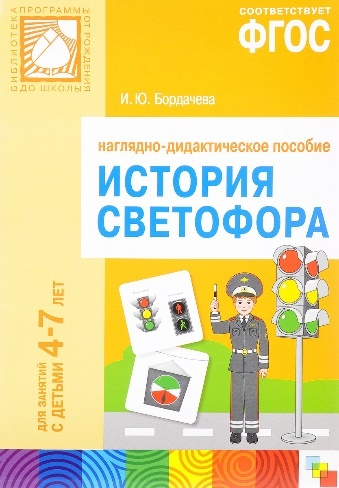 БИБЛИОТЕКА ПРОГРАММЫ
ОТ РОЖДЕНИЯ
ДО ШКОЛЫ
СООТВЕТСТВУЕТ
ФГОС
И. Ю. Бордачева
наглядно-дидактическое пособие
ИСТОРИЯ
СВЕТОФОРА
ДЛЯ ЗАНЯТИЙ
С ДЕТЬМИ 4-7 ЛЕТ